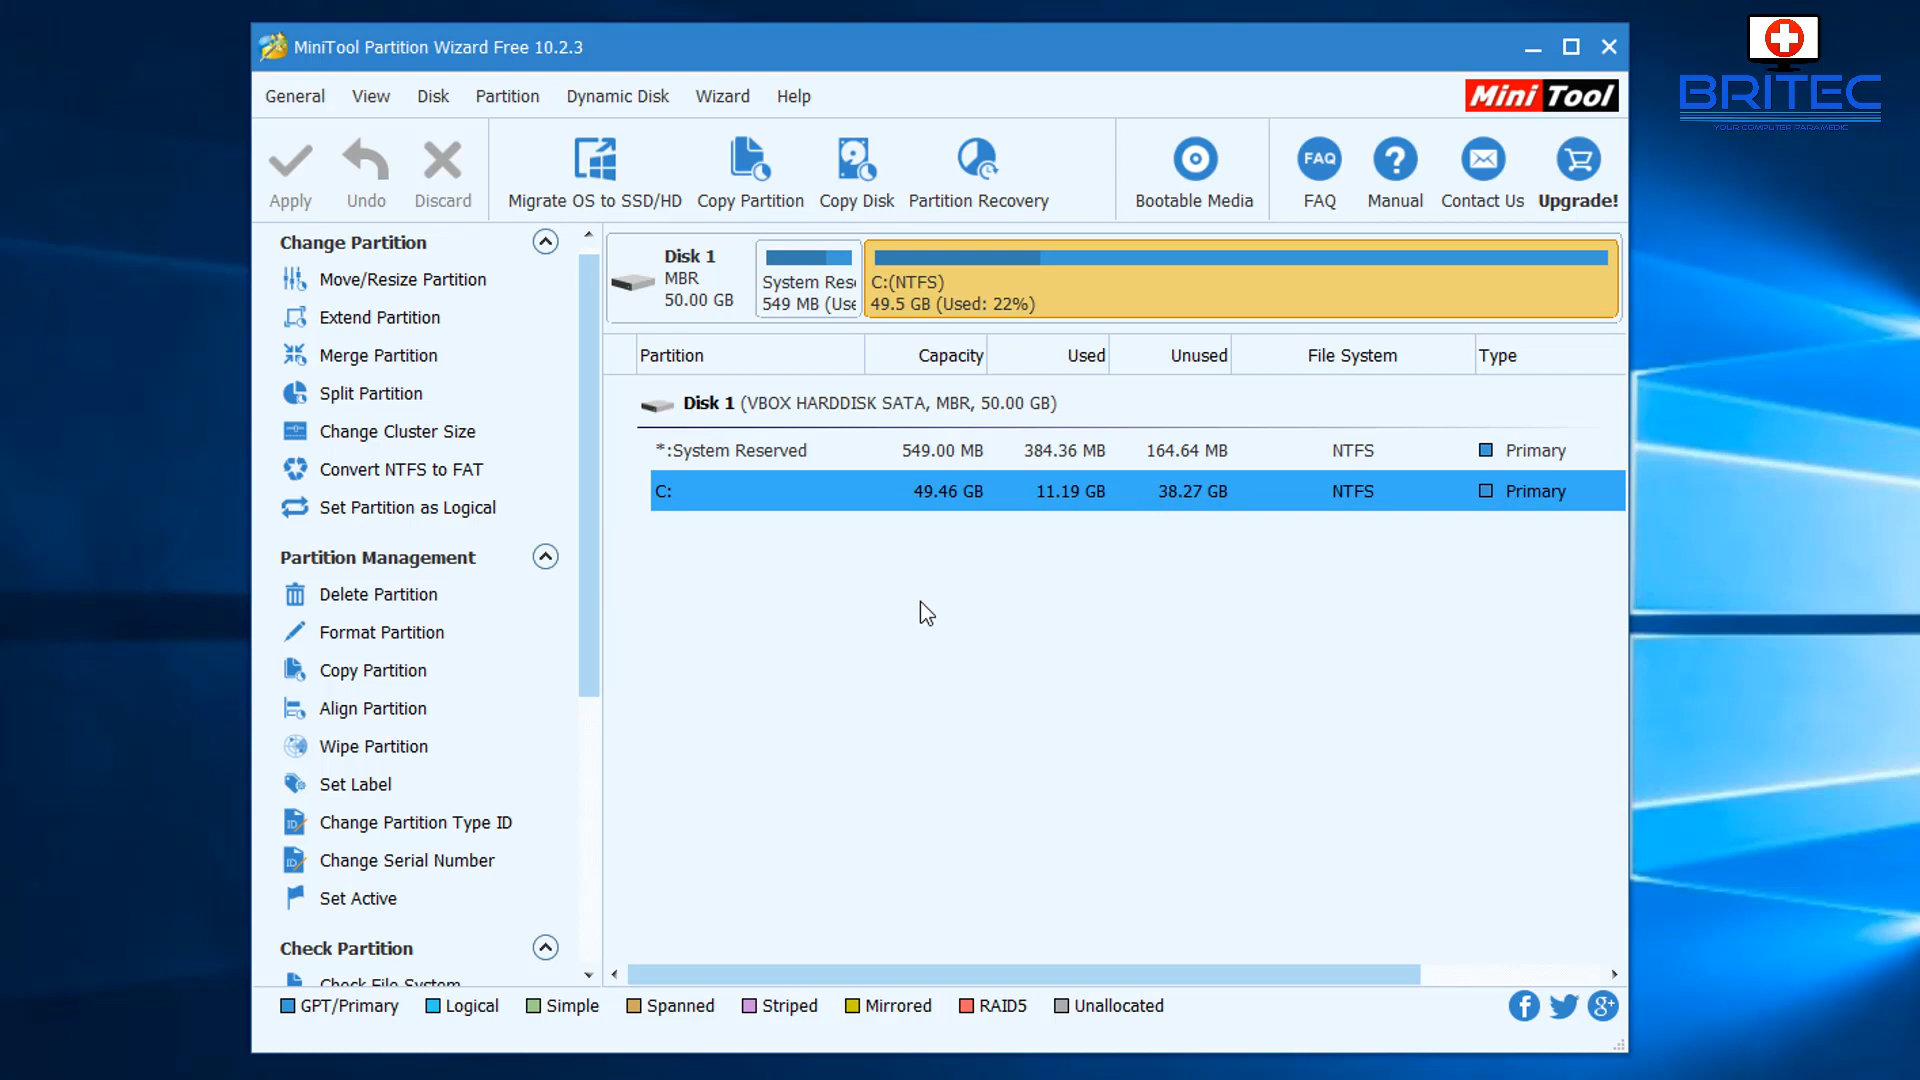 MiniTool Partition Wizard Free 10.2.3
BRITEC
YOUR COMPUTER PARAMEDIC
General View Disk Partition Dynamic Disk Wizard Help
Mini Tool
Apply Undo Discard Migrate OS to SSD/HD Copy Partition Copy Disk Partition Recovery Bootable Media FAQ Manual Contact Us Upgrade!
FAQ
Change Partition
Move/Resize Partition
Extend Partition
Merge Partition
Split Partition
Change Cluster Size
Convert NTFS to FAT
Set Partition as Logical
Partition Management
Delete Partition
Format Partition
Copy Partition
Align Partition
Wipe Partition
Set Label
Change Partition Type ID
Change Serial Number
Set Active
Check Partition
Check File System
Disk 1
MBR
50.00 GB
System Rese
549 MB (Use
C:(NTFS)
49.5 GB (Used: 22%)
Partition Capacity Used Unused File System Type
Disk 1 (VBOX HARDDISK SATA, MBR, 50.00 GB)
*:System Reserved 549.00 MB 384.36 MB 164.64 MB NTFS Primary
C: 49.46 GB 11.19 GB 38.27 GB NTFS Primary
GPT/Primary Logical Simple Spanned Striped Mirrored RAID5 Unallocated